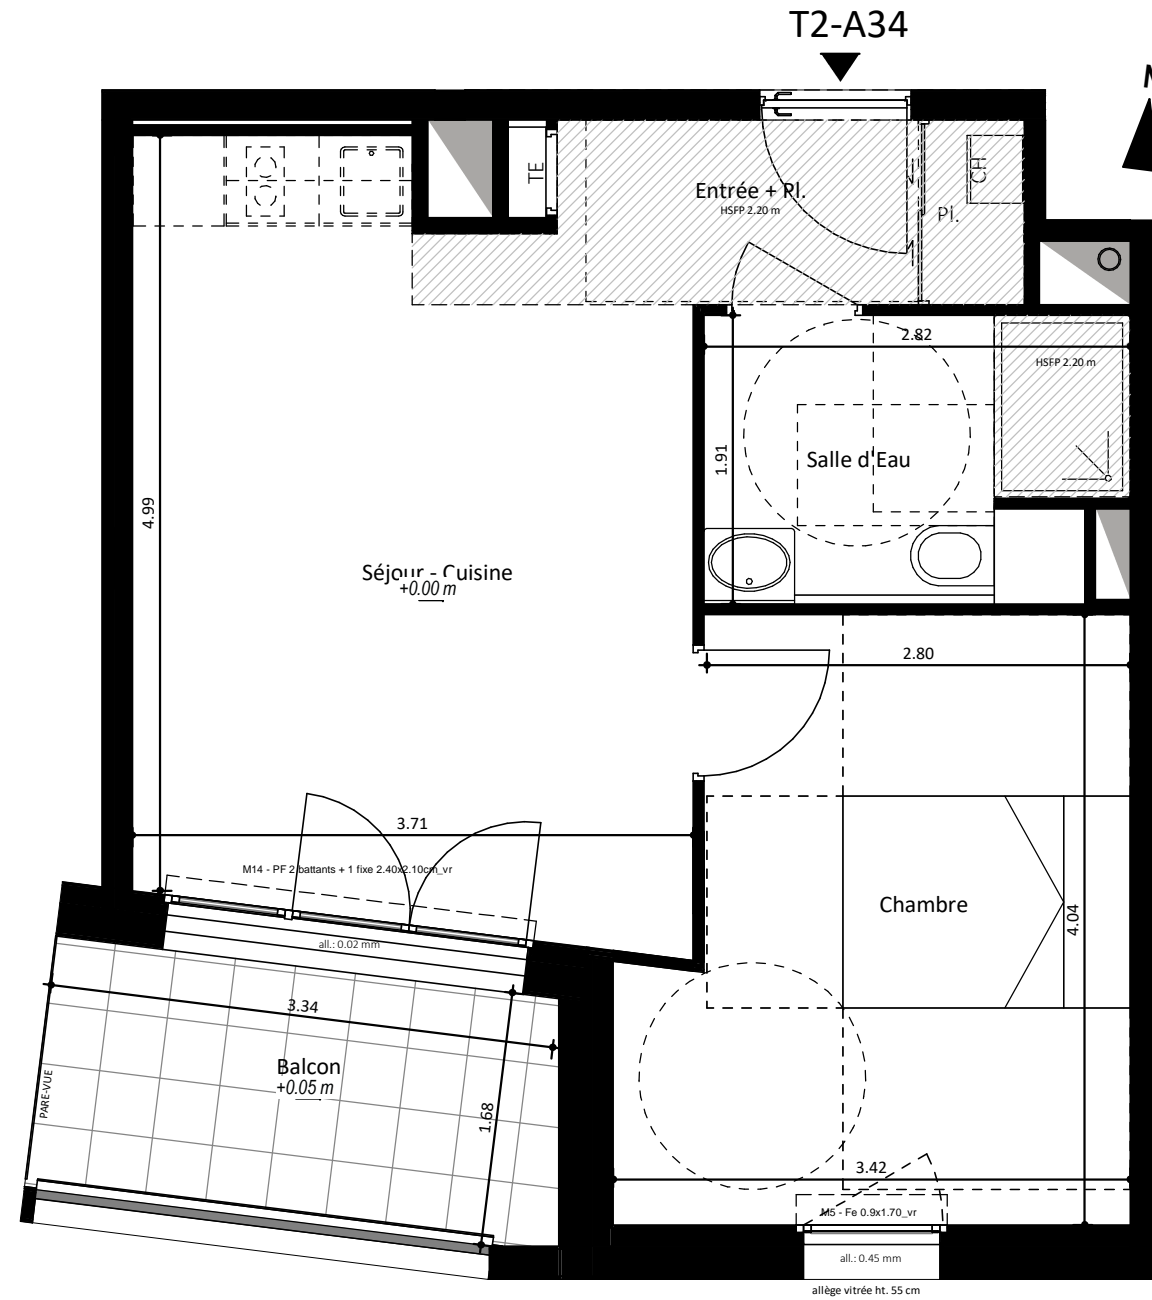 T2-A34
M
TE
Entrée + Pl.
HSFP 2.20 m
CH
Pl.
2.82
HSFP 2.20 m
1.91
Salle d'Eau
4.99
Séjour - Cuisine
+0.00 m
2.80
3.71
M14 - PF 2 battants + 1 fixe 2.40x2.10cm_vr
Chambre
4.04
all.: 0.02 mm
3.34
Balcon
+0.05 m
PARE-VUE
1.68
3.42
M5 - Fe 0.9x1.70_vr
all.: 0.45 mm
allège vitrée ht. 55 cm